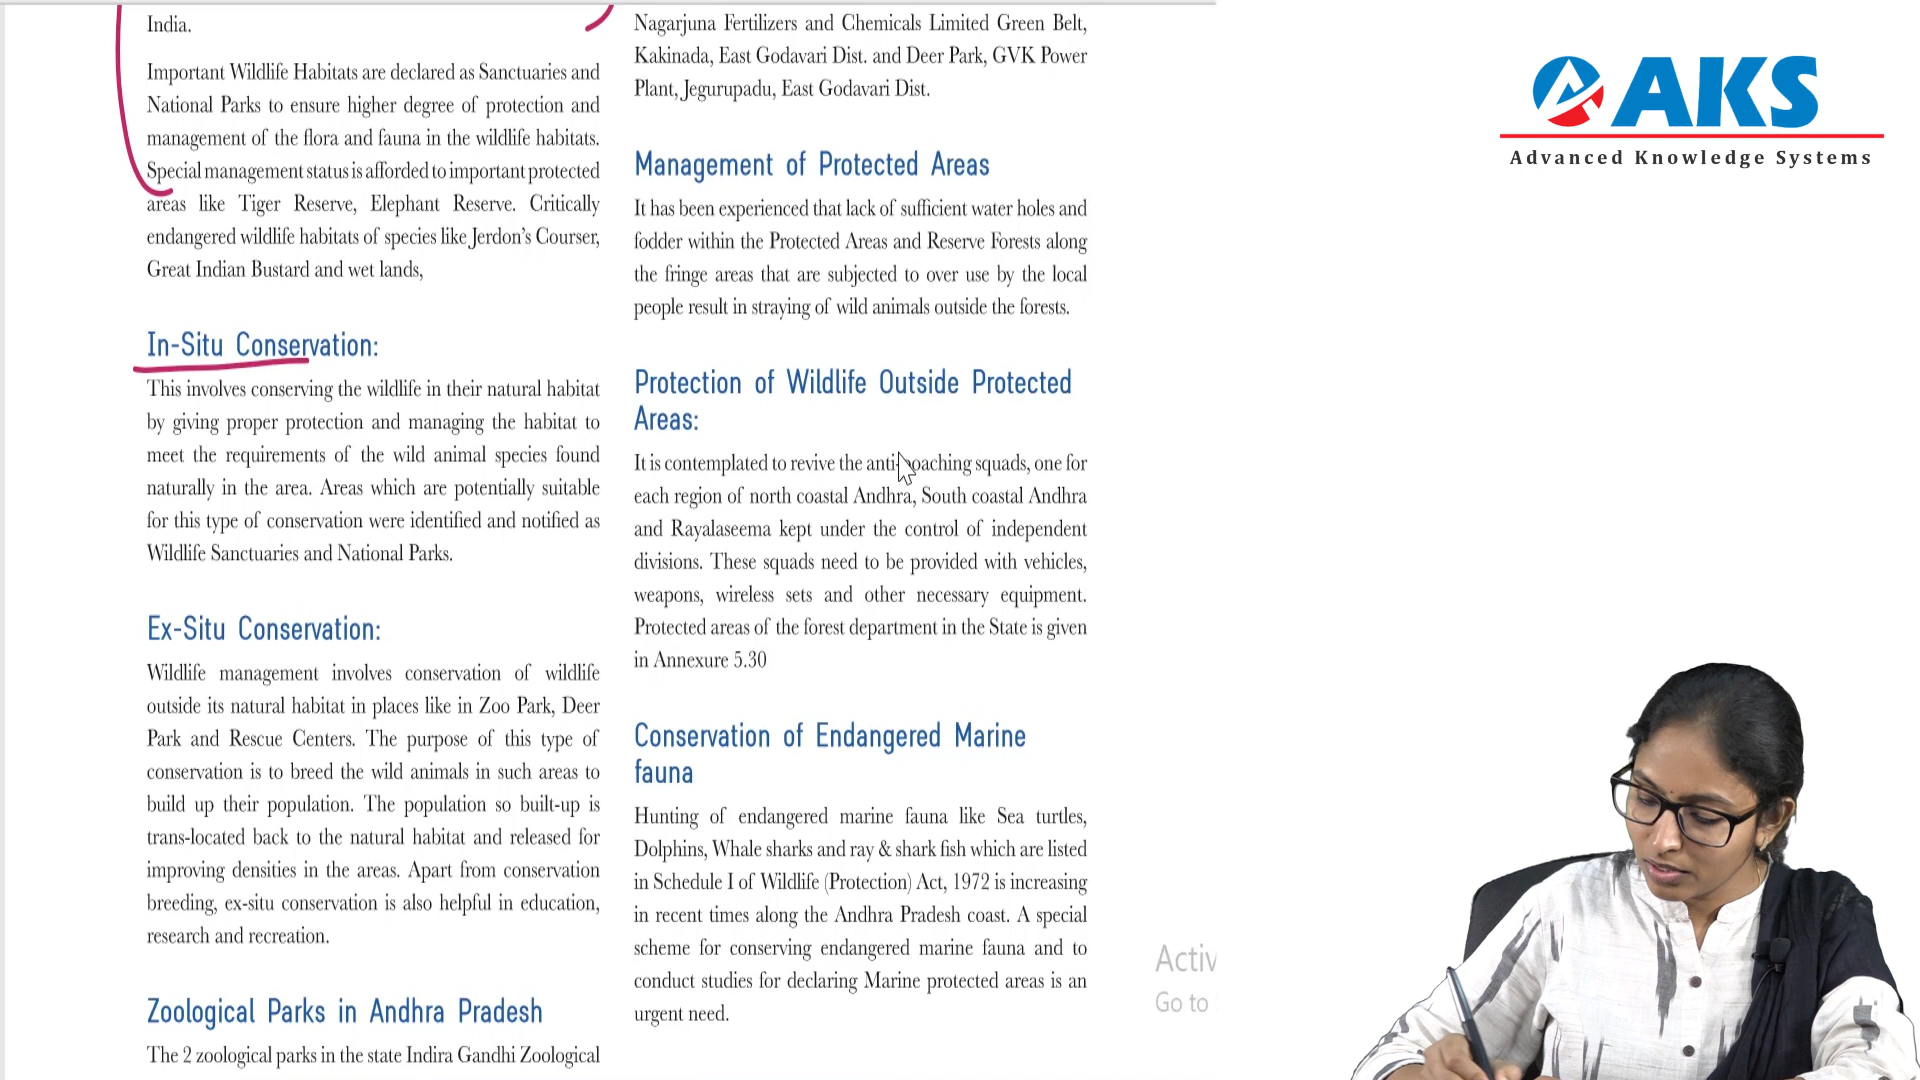 India.
Important Wildlife Habitats are declared as Sanctuaries and
National Parks to ensure higher degree of protection and
management of the flora and fauna in the wildlife habitats.
Special management status is afforded to important protected
areas like Tiger Reserve, Elephant Reserve. Critically
endangered wildlife habitats of species like Jerdon's Courser,
Great Indian Bustard and wet lands,
In-Situ Conservation:
This involves conserving the wildlife in their natural habitat
by giving proper protection and managing the habitat to
meet the requirements of the wild animal species found
naturally in the area. Areas which are potentially suitable
for this type of conservation were identified and notified as
Wildlife Sanctuaries and National Parks.
Ex-Situ Conservation:
Wildlife management involves conservation of wildlife
outside its natural habitat in places like in Zoo Park, Deer
Park and Rescue Centers. The purpose of this type of
conservation is to breed the wild animals in such areas to
build up their population. The population so built-up is
trans-located back to the natural habitat and released for
improving densities in the areas. Apart from conservation
breeding, ex-situ conservation is also helpful in education,
research and recreation.
Zoological Parks in Andhra Pradesh
The 2 zoological parks in the state Indira Gandhi Zoological
Nagarjuna Fertilizers and Chemicals Limited Green Belt,
Kakinada, East Godavari Dist. and Deer Park, GVK Power
Plant, Jegurupadu, East Godavari Dist.
Management of Protected Areas
It has been experienced that lack of sufficient water holes and
fodder within the Protected Areas and Reserve Forests along
the fringe areas that are subjected to over use by the local
people result in straying of wild animals outside the forests.
Protection of Wildlife Outside Protected
Areas:
It is contemplated to revive the anti-poaching squads, one for
each region of north coastal Andhra, South coastal Andhra
and Rayalaseema kept under the control of independent
divisions. These squads need to be provided with vehicles,
weapons, wireless sets and other necessary equipment.
Protected areas of the forest department in the State is given
in Annexure 5.30
Conservation of Endangered Marine
fauna
Hunting of endangered marine fauna like Sea turtles,
Dolphins, Whale sharks and ray & shark fish which are listed
in Schedule I of Wildlife (Protection) Act, 1972 is increasing
in recent times along the Andhra Pradesh coast. A special
scheme for conserving endangered marine fauna and to
conduct studies for declaring Marine protected areas is an
urgent need.
Activ
Go to
AKS
Advanced Knowledge Systems